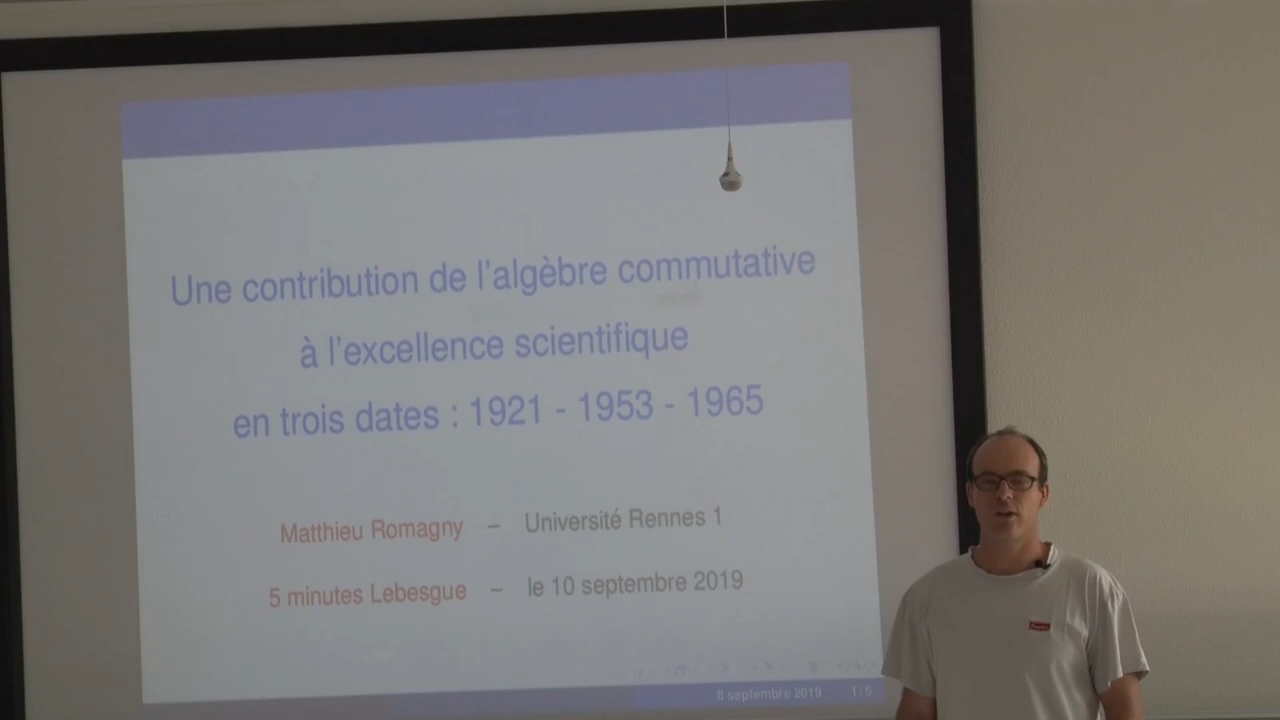 Une contribution de l'algèbre commutative
à l'excellence scientifique
en trois dates : 1921 - 1953 - 1965
Matthieu Romagny – Université Rennes 1
5 minutes Lebesgue – le 10 septembre 2019
8 septembre 2019 1/6